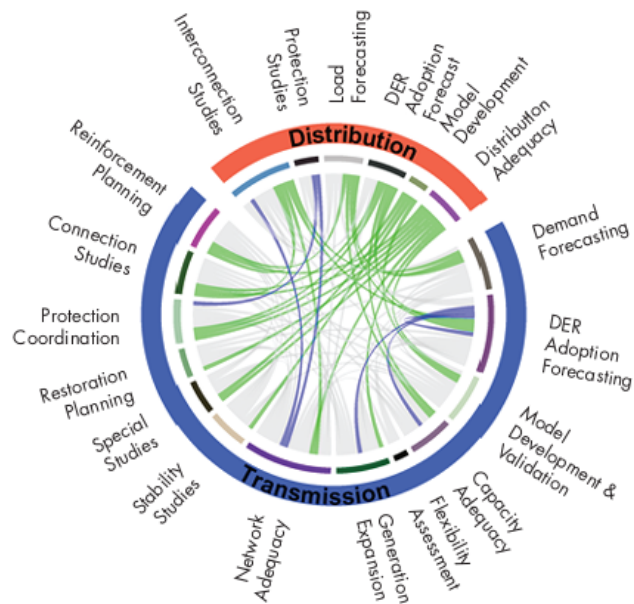 Interconnection
Studies
Protection
Studies
Load
Forecasting
DER
Adoption
Forecast
Model
Development
Distribution
Adequacy
Distribution
Demand
Forecasting
DER
Adoption
Forecasting
Model
Development &
Validation
Capacity
Adequacy
Flexibility
Assessment
Generation
Expansion
Network
Adequacy
Stability
Studies
Special
Studies
Restoration
Planning
Protection
Coordination
Connection
Studies
Reinforcement
Planning
Transmission